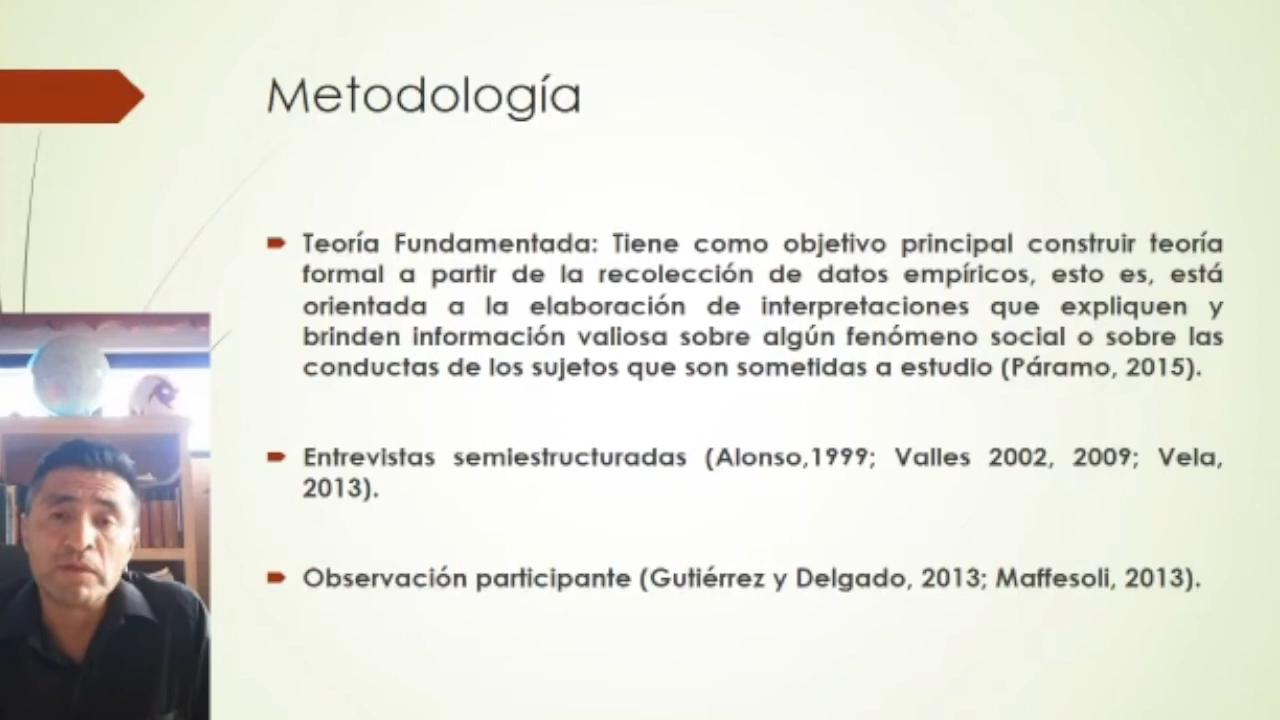 Metodología
Teoría Fundamentada: Tiene como objetivo principal construir teoría
formal a partir de la recolección de datos empíricos, esto es, está
orientada a la elaboración de interpretaciones que expliquen y
brinden información valiosa sobre algún fenómeno social o sobre las
conductas de los sujetos que son sometidas a estudio (Páramo, 2015).
Entrevistas semiestructuradas (Alonso,1999; Valles 2002, 2009; Vela,
2013).
Observación participante (Gutiérrez y Delgado, 2013; Maffesoli, 2013).